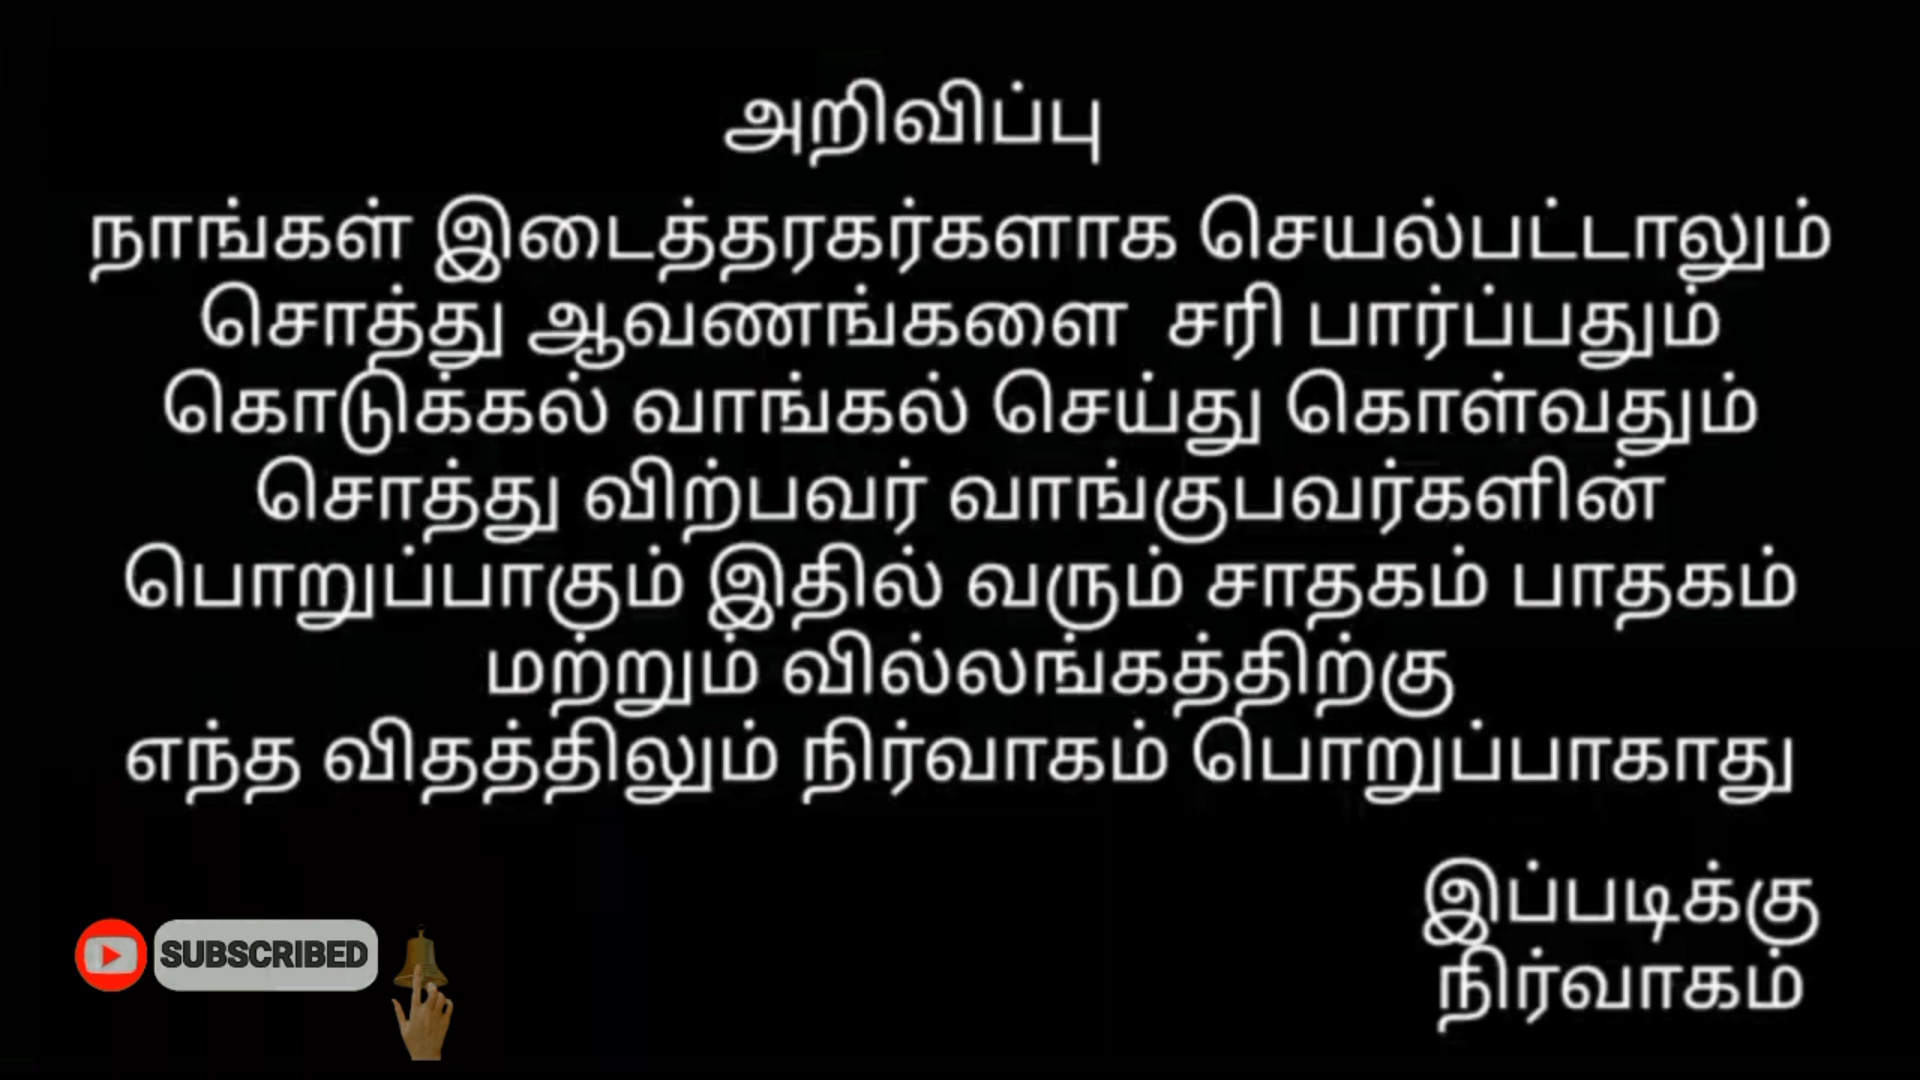 அறிவிப்பு
நாங்கள் இடைத்தரகர்களாக செயல்பட்டாலும்
சொத்து ஆவணங்களை சரி பார்ப்பதும்
கொடுக்கல் வாங்கல் செய்து கொள்வதும்
சொத்து விற்பவர் வாங்குபவர்களின்
பொறுப்பாகும் இதில் வரும் சாதகம் பாதகம்
மற்றும் வில்லங்கத்திற்கு
எந்த விதத்திலும் நிர்வாகம் பொறுப்பாகாது
இப்படிக்கு
நிர்வாகம்
SUBSCRIBED